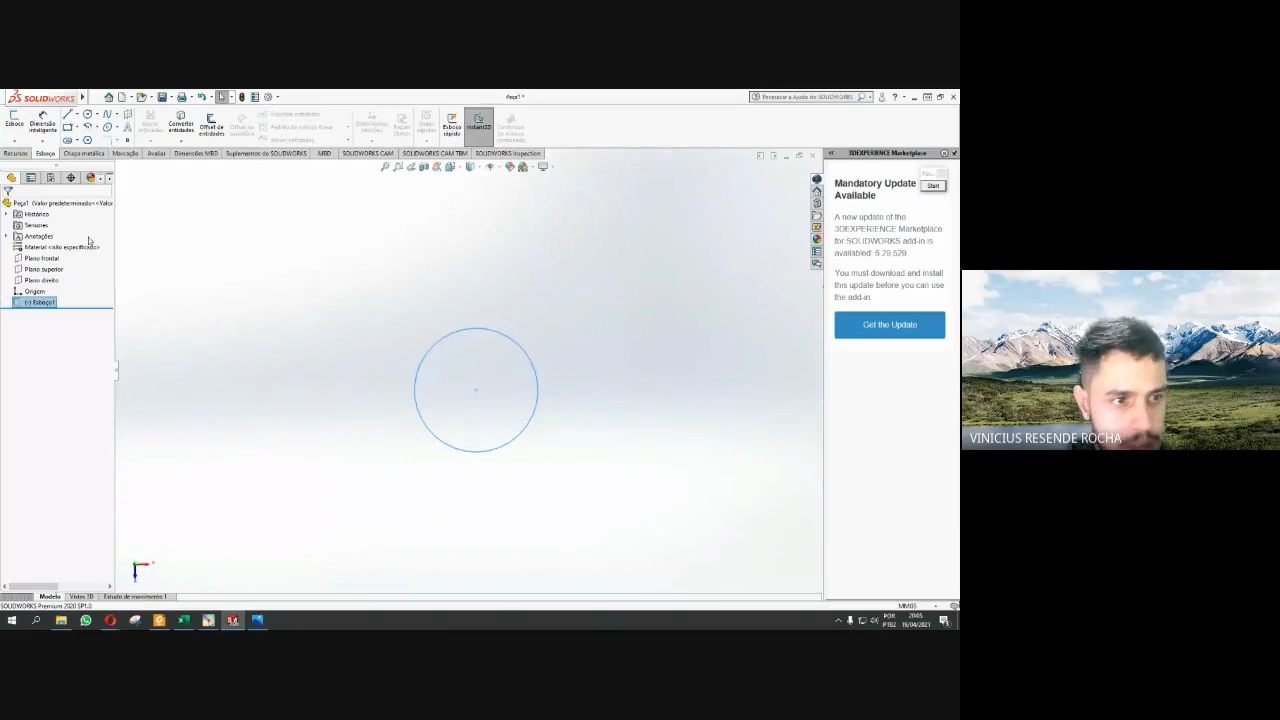 SOLIDWORKS
Peça1 *
Pesquisar a Ajuda do SOLIDWORKS
Esboço
Dimensão inteligente
Converter entidades
Offset de entidades
Esboço rápido
Instant2D
Recursos
Esboço
Chapa metálica
Marcação
Avaliar
Dimensões MBD
Suplementos do SOLIDWORKS
MBD
SOLIDWORKS CAM
SOLIDWORKS CAM TBM
SOLIDWORKS Inspection
3DEXPERIENCE Marketplace
Peça1 (Valor predeterminado<<Valor
Histórico
Sensores
Anotações
Material <não especificado>
Plano frontal
Plano superior
Plano direito
Origem
(-) Esboço1
Mandatory Update
Available
Start
A new update of the
3DEXPERIENCE Marketplace
for SOLIDWORKS add-in is
availabled: 6.29.529
You must download and install
this update before you can use
the add-in.
Get the Update
VINICIUS RESENDE ROCHA
Modelo
Vistas 3D
Estudo de movimento 1
SOLIDWORKS Premium 2020 SP1.0
MMGS
POR
PTB2
20:05
19/04/2021